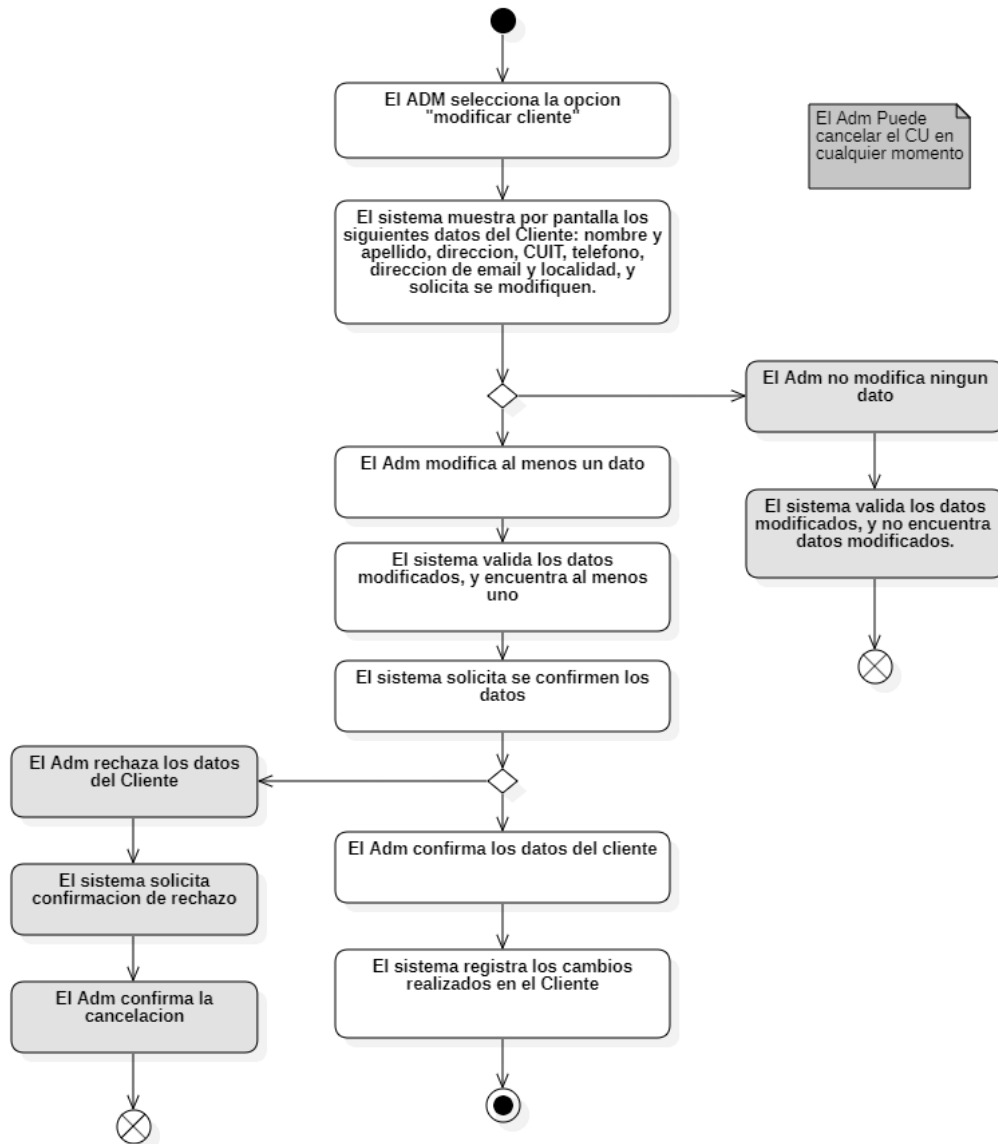 El ADM selecciona la opcion
"modificar cliente"
El Adm Puede
cancelar el CU en
cualquier momento
El sistema muestra por pantalla los
siguientes datos del Cliente: nombre y
apellido, direccion, CUIT, telefono,
direccion de email y localidad, y
solicita se modifiquen.
El Adm no modifica ningun
dato
El Adm modifica al menos un dato
El sistema valida los datos
modificados, y no encuentra
datos modificados.
El sistema valida los datos
modificados, y encuentra al menos
uno
El sistema solicita se confirmen los
datos
El Adm rechaza los datos
del Cliente
El Adm confirma los datos del cliente
El sistema solicita
confirmacion de rechazo
El sistema registra los cambios
realizados en el Cliente
El Adm confirma la
cancelacion